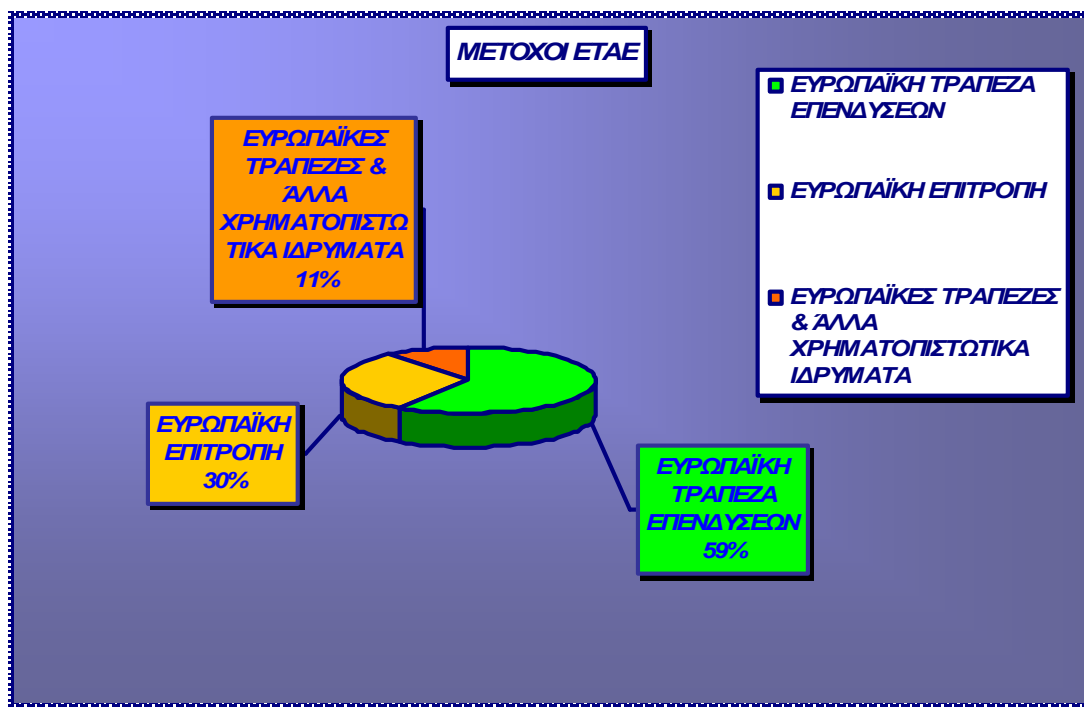 ΜΕΤΟΧΟΙ ΕΤΑΕ
ΕΥΡΩΠΑΪΚΕΣ
ΤΡΑΠΕΖΕΣ &
ΆΛΛΑ
ΧΡΗΜΑΤΟΠΙΣΤΩ
ΤΙΚΑ ΙΔΡΥΜΑΤΑ
11%
ΕΥΡΩΠΑΪΚΗ
ΕΠΙΤΡΟΠΗ
30%
ΕΥΡΩΠΑΪΚΗ
ΤΡΑΠΕΖΑ
ΕΠΕΝΔΥΣΕΩΝ
59%
ΕΥΡΩΠΑΪΚΗ ΤΡΑΠΕΖΑ
ΕΠΕΝΔΥΣΕΩΝ
ΕΥΡΩΠΑΪΚΗ ΕΠΙΤΡΟΠΗ
ΕΥΡΩΠΑΪΚΕΣ ΤΡΑΠΕΖΕΣ
& ΆΛΛΑ
ΧΡΗΜΑΤΟΠΙΣΤΩΤΙΚΑ
ΙΔΡΥΜΑΤΑ